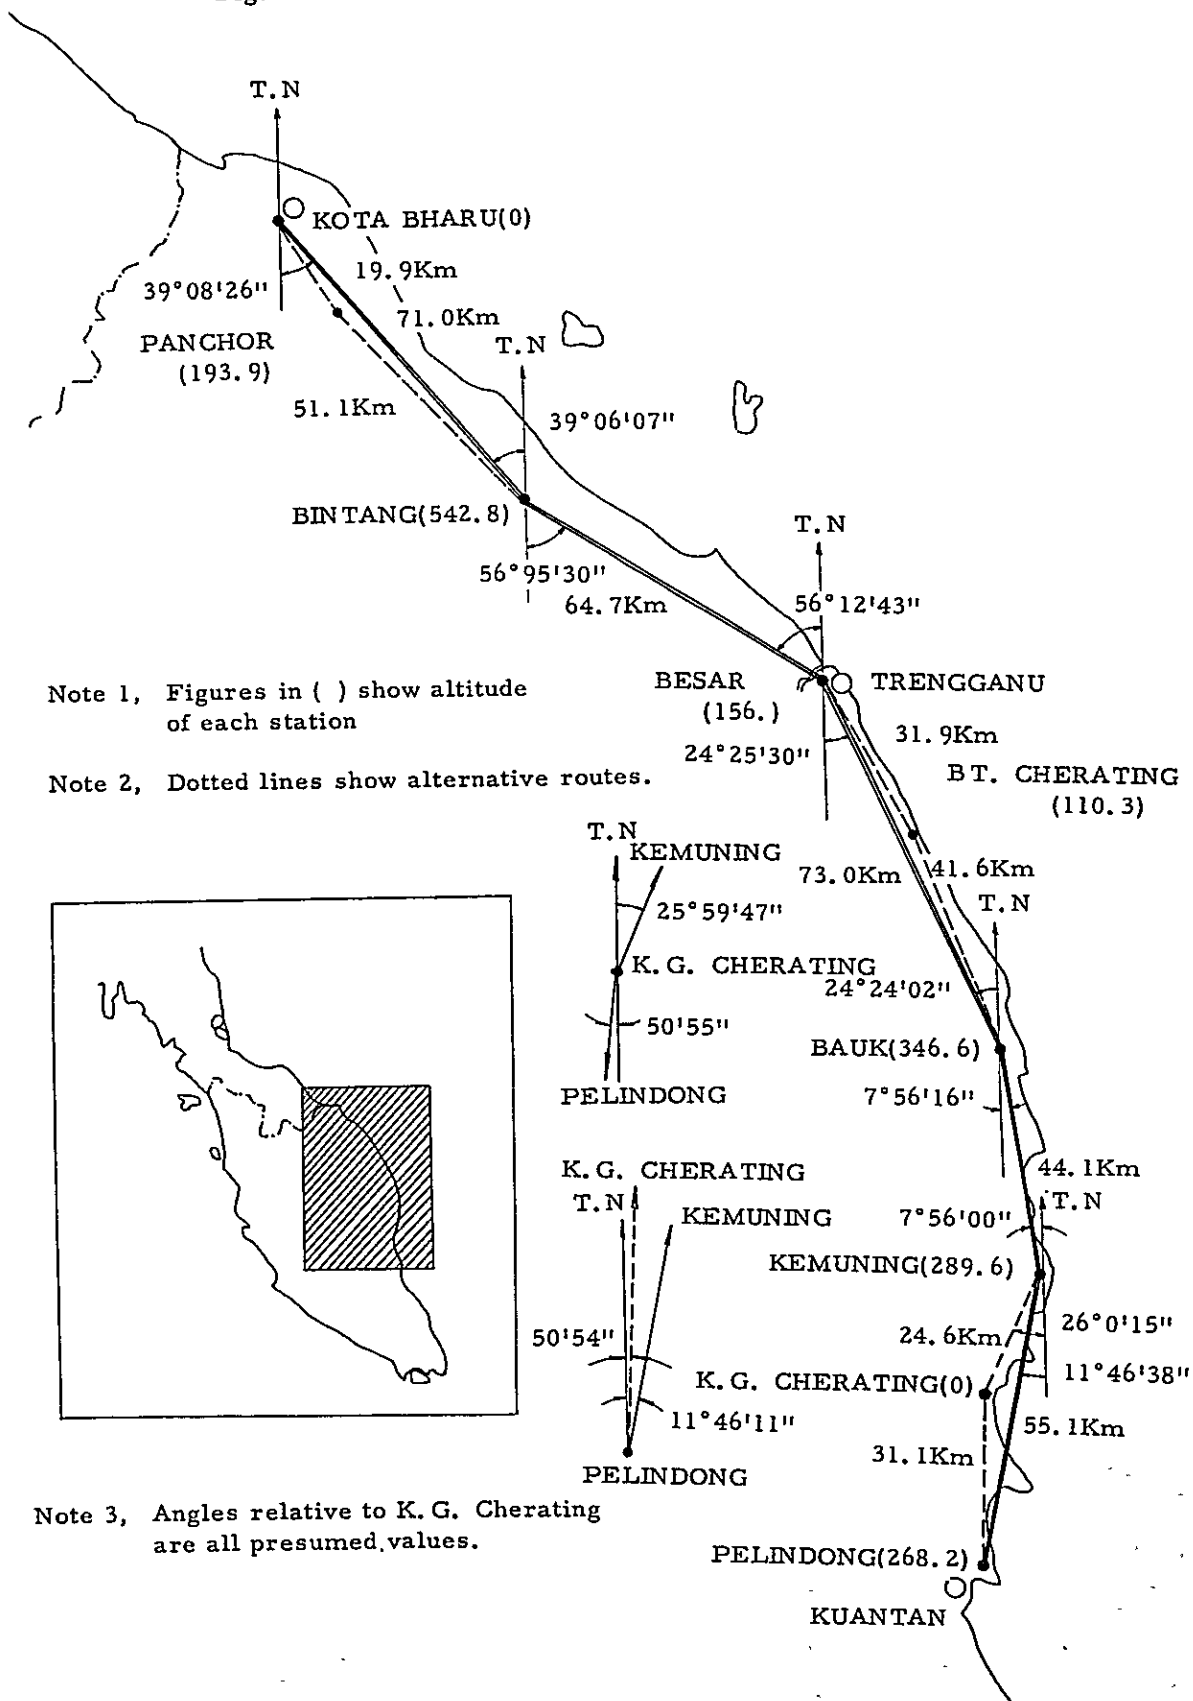 T.N
KOTA BHARU(0)
19.9Km
39°08'26"
71.0Km
PANCHOR
(193.9)
T.N
51.1Km
39°06'07"
BINTANG(542.8)
T.N
56°95'30"
64.7Km
56°12'43"
Note 1, Figures in ( ) show altitude
of each station
BESAR
(156.)
TRENGGANU
31.9Km
24°25'30"
Note 2, Dotted lines show alternative routes.
BT. CHERATING
(110.3)
T.N
KEMUNING
73.0Km
41.6Km
25°59'47"
T.N
K.G. CHERATING
24°24'02"
50'55"
BAUK(346.6)
PELINDONG
7°56'16"
K.G. CHERATING
44.1Km
T.N
KEMUNING
7°56'00"
T.N
KEMUNING(289.6)
50'54"
24.6Km
26°0'15"
K.G. CHERATING(0)
11°46'38"
11°46'11"
55.1Km
31.1Km
PELINDONG
Note 3, Angles relative to K.G. Cherating
are all presumed values.
PELINDONG(268.2)
KUANTAN